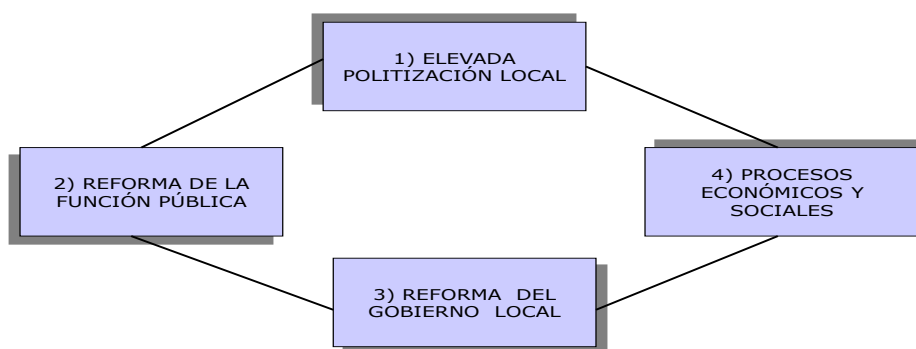 1) ELEVADA
POLITIZACIÓN LOCAL
2) REFORMA DE LA
FUNCIÓN PÚBLICA
4) PROCESOS
ECONÓMICOS Y
SOCIALES
3) REFORMA DEL
GOBIERNO LOCAL